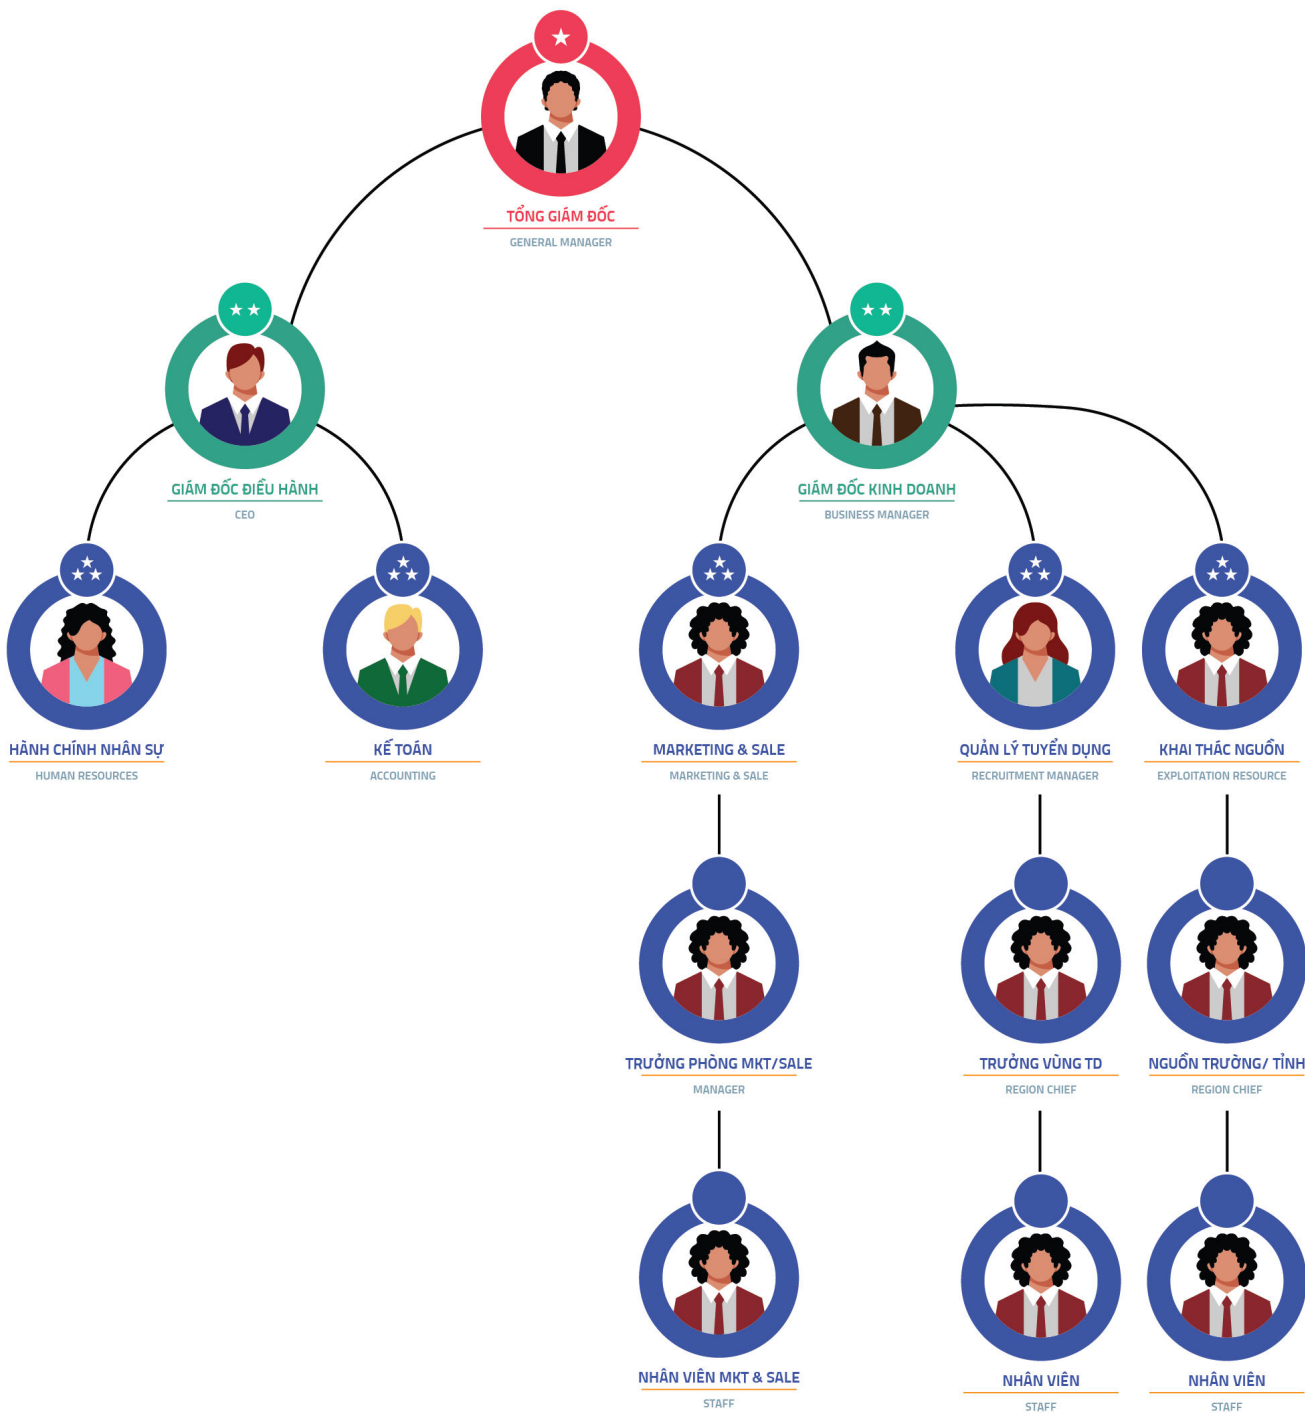 TỔNG GIÁM ĐỐC
GENERAL MANAGER
GIÁM ĐỐC ĐIỀU HÀNH
CEO
GIÁM ĐỐC KINH DOANH
BUSINESS MANAGER
HÀNH CHÍNH NHÂN SỰ
HUMAN RESOURCES
KẾ TOÁN
ACCOUNTING
MARKETING & SALE
MARKETING & SALE
QUẢN LÝ TUYỂN DỤNG
RECRUITMENT MANAGER
KHAI THÁC NGUỒN
EXPLOITATION RESOURCE
TRƯỞNG PHÒNG MKT/SALE
MANAGER
TRƯỞNG VÙNG TD
REGION CHIEF
NGUỒN TRƯỜNG/ TỈNH
REGION CHIEF
NHÂN VIÊN MKT & SALE
STAFF
NHÂN VIÊN
STAFF
NHÂN VIÊN
STAFF